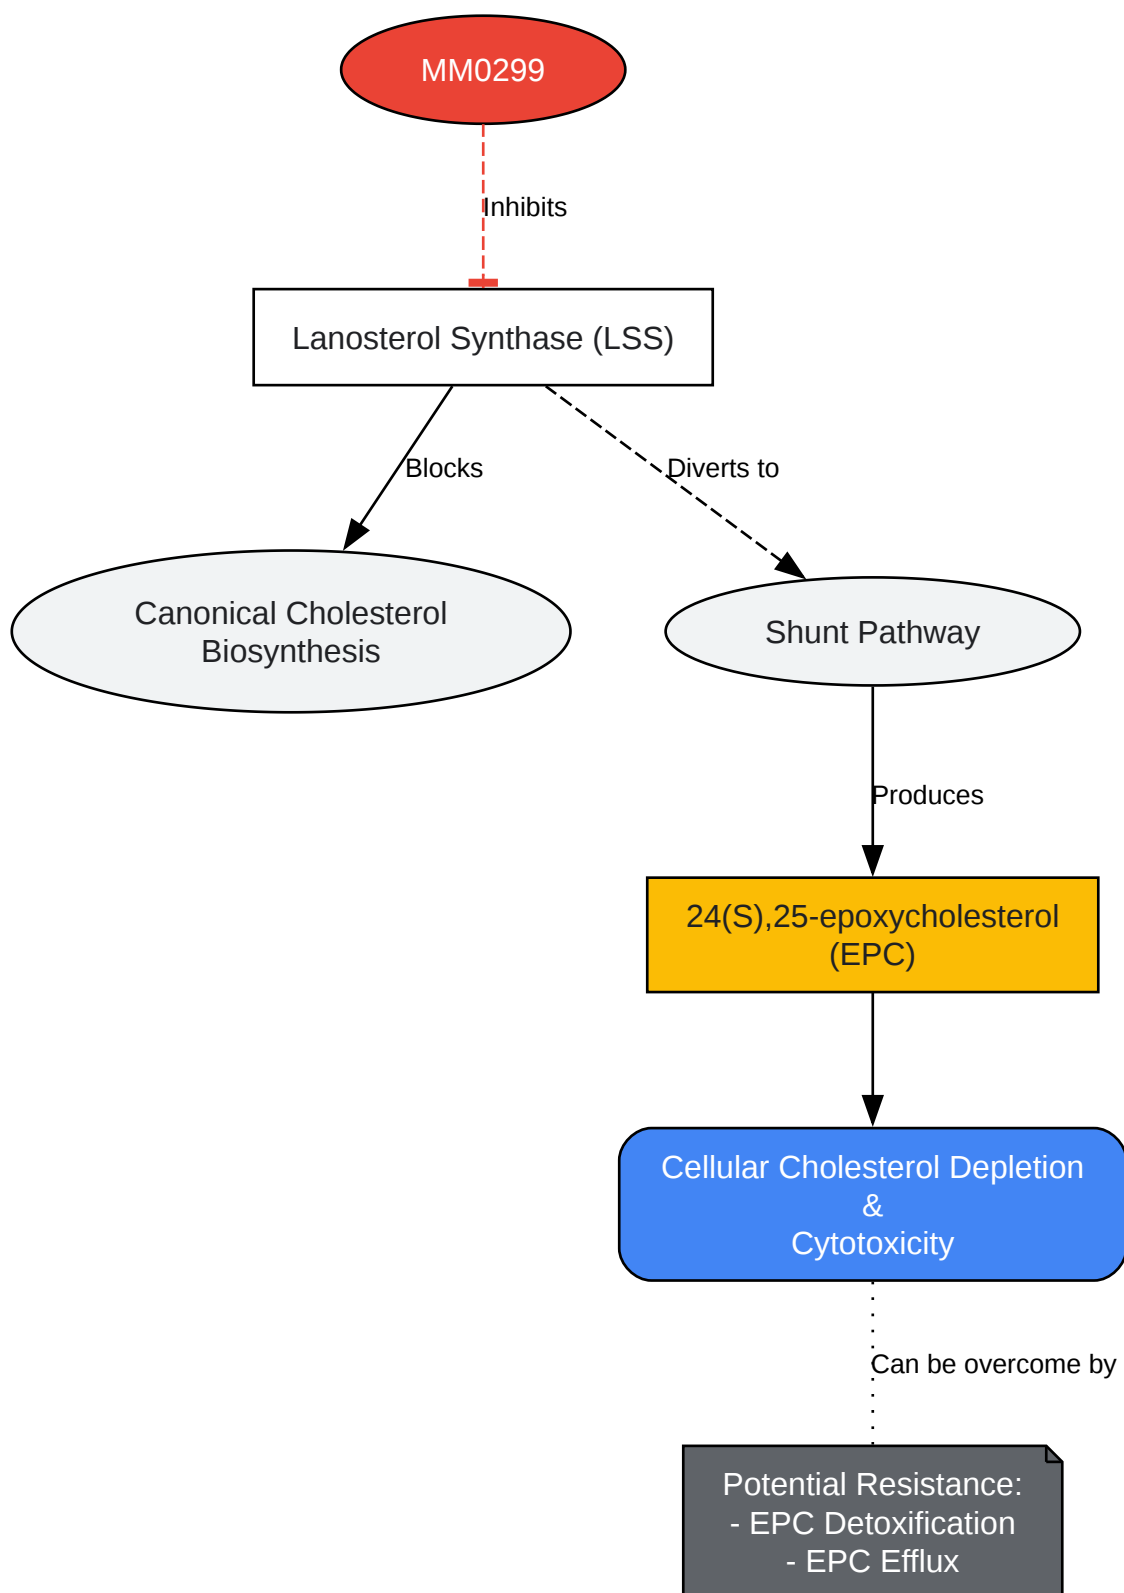 MM0299
Inhibits
Lanosterol Synthase (LSS)
Blocks
Diverts to
Canonical Cholesterol
Biosynthesis
Shunt Pathway
Produces
24(S),25-epoxycholesterol
(EPC)
Cellular Cholesterol Depletion
&
Cytotoxicity
Can be overcome by
Potential Resistance:
- EPC Detoxification
- EPC Efflux